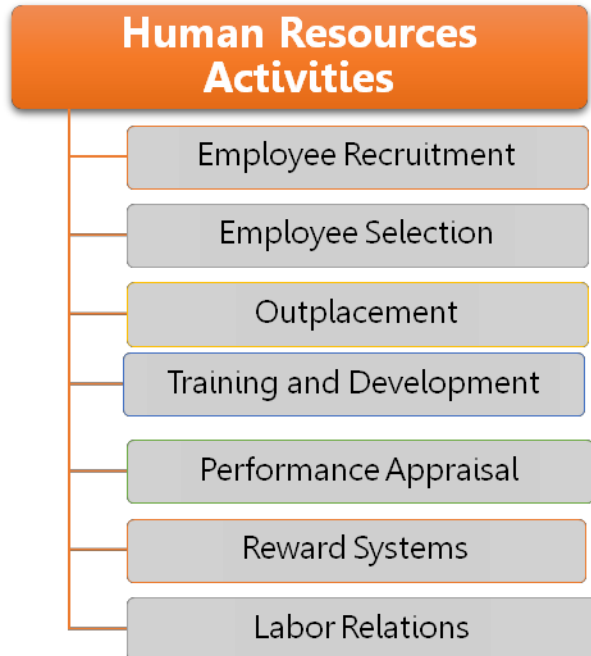 Human Resources
Activities
Employee Recruitment
Employee Selection
Outplacement
Training and Development
Performance Appraisal
Reward Systems
Labor Relations